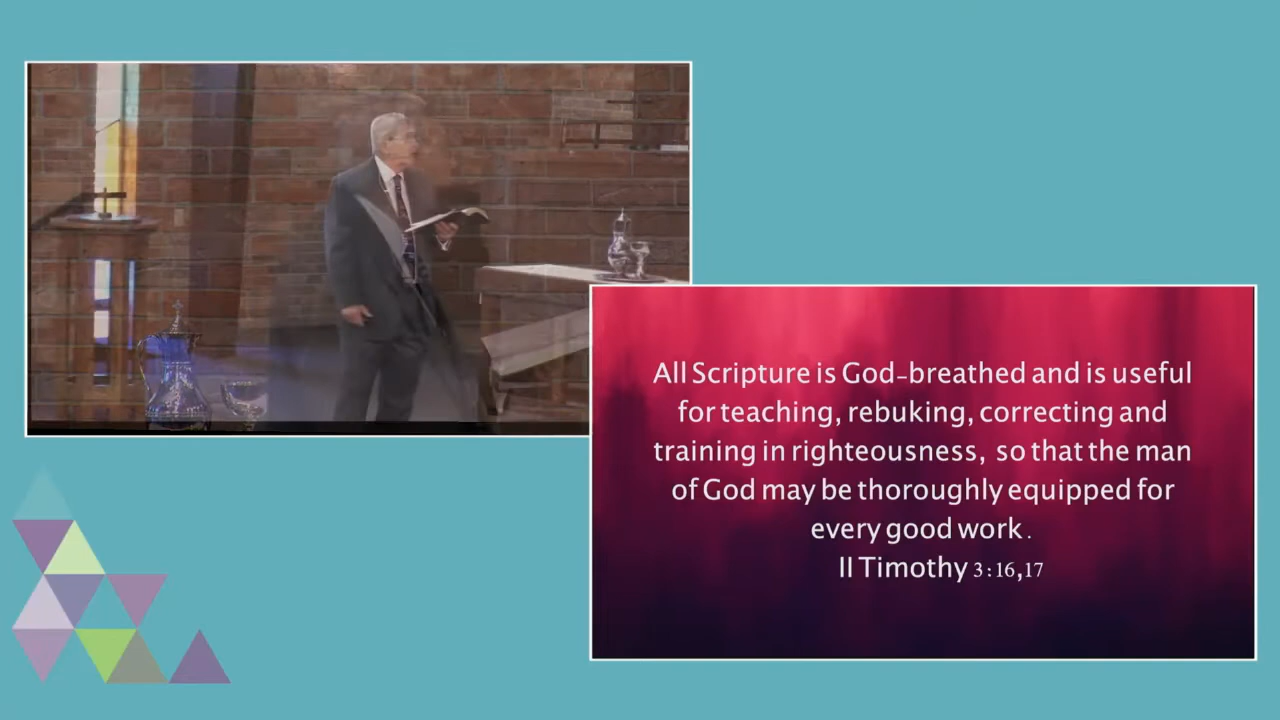 All Scripture is God-breathed and is useful
for teaching, rebuking, correcting and
training in righteousness, so that the man
of God may be thoroughly equipped for
every good work.
II Timothy 3:16,17